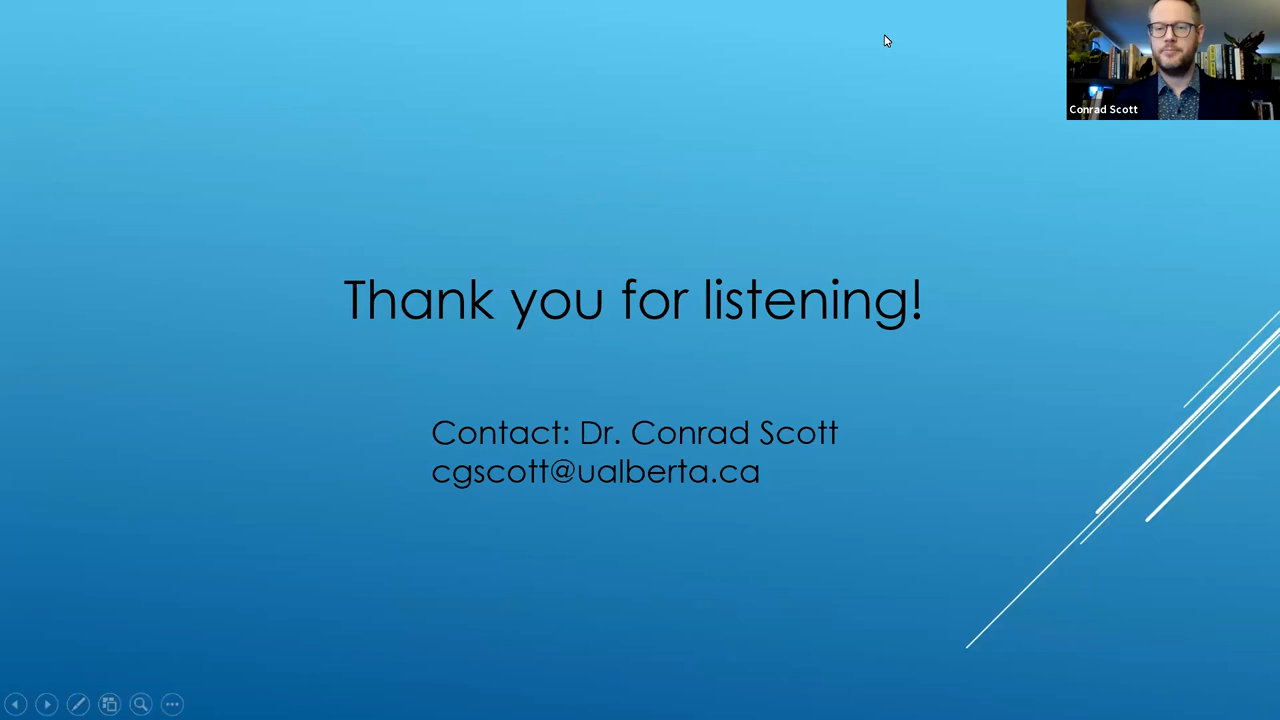 Conrad Scott
Thank you for listening!
Contact: Dr. Conrad Scott
cgscott@ualberta.ca